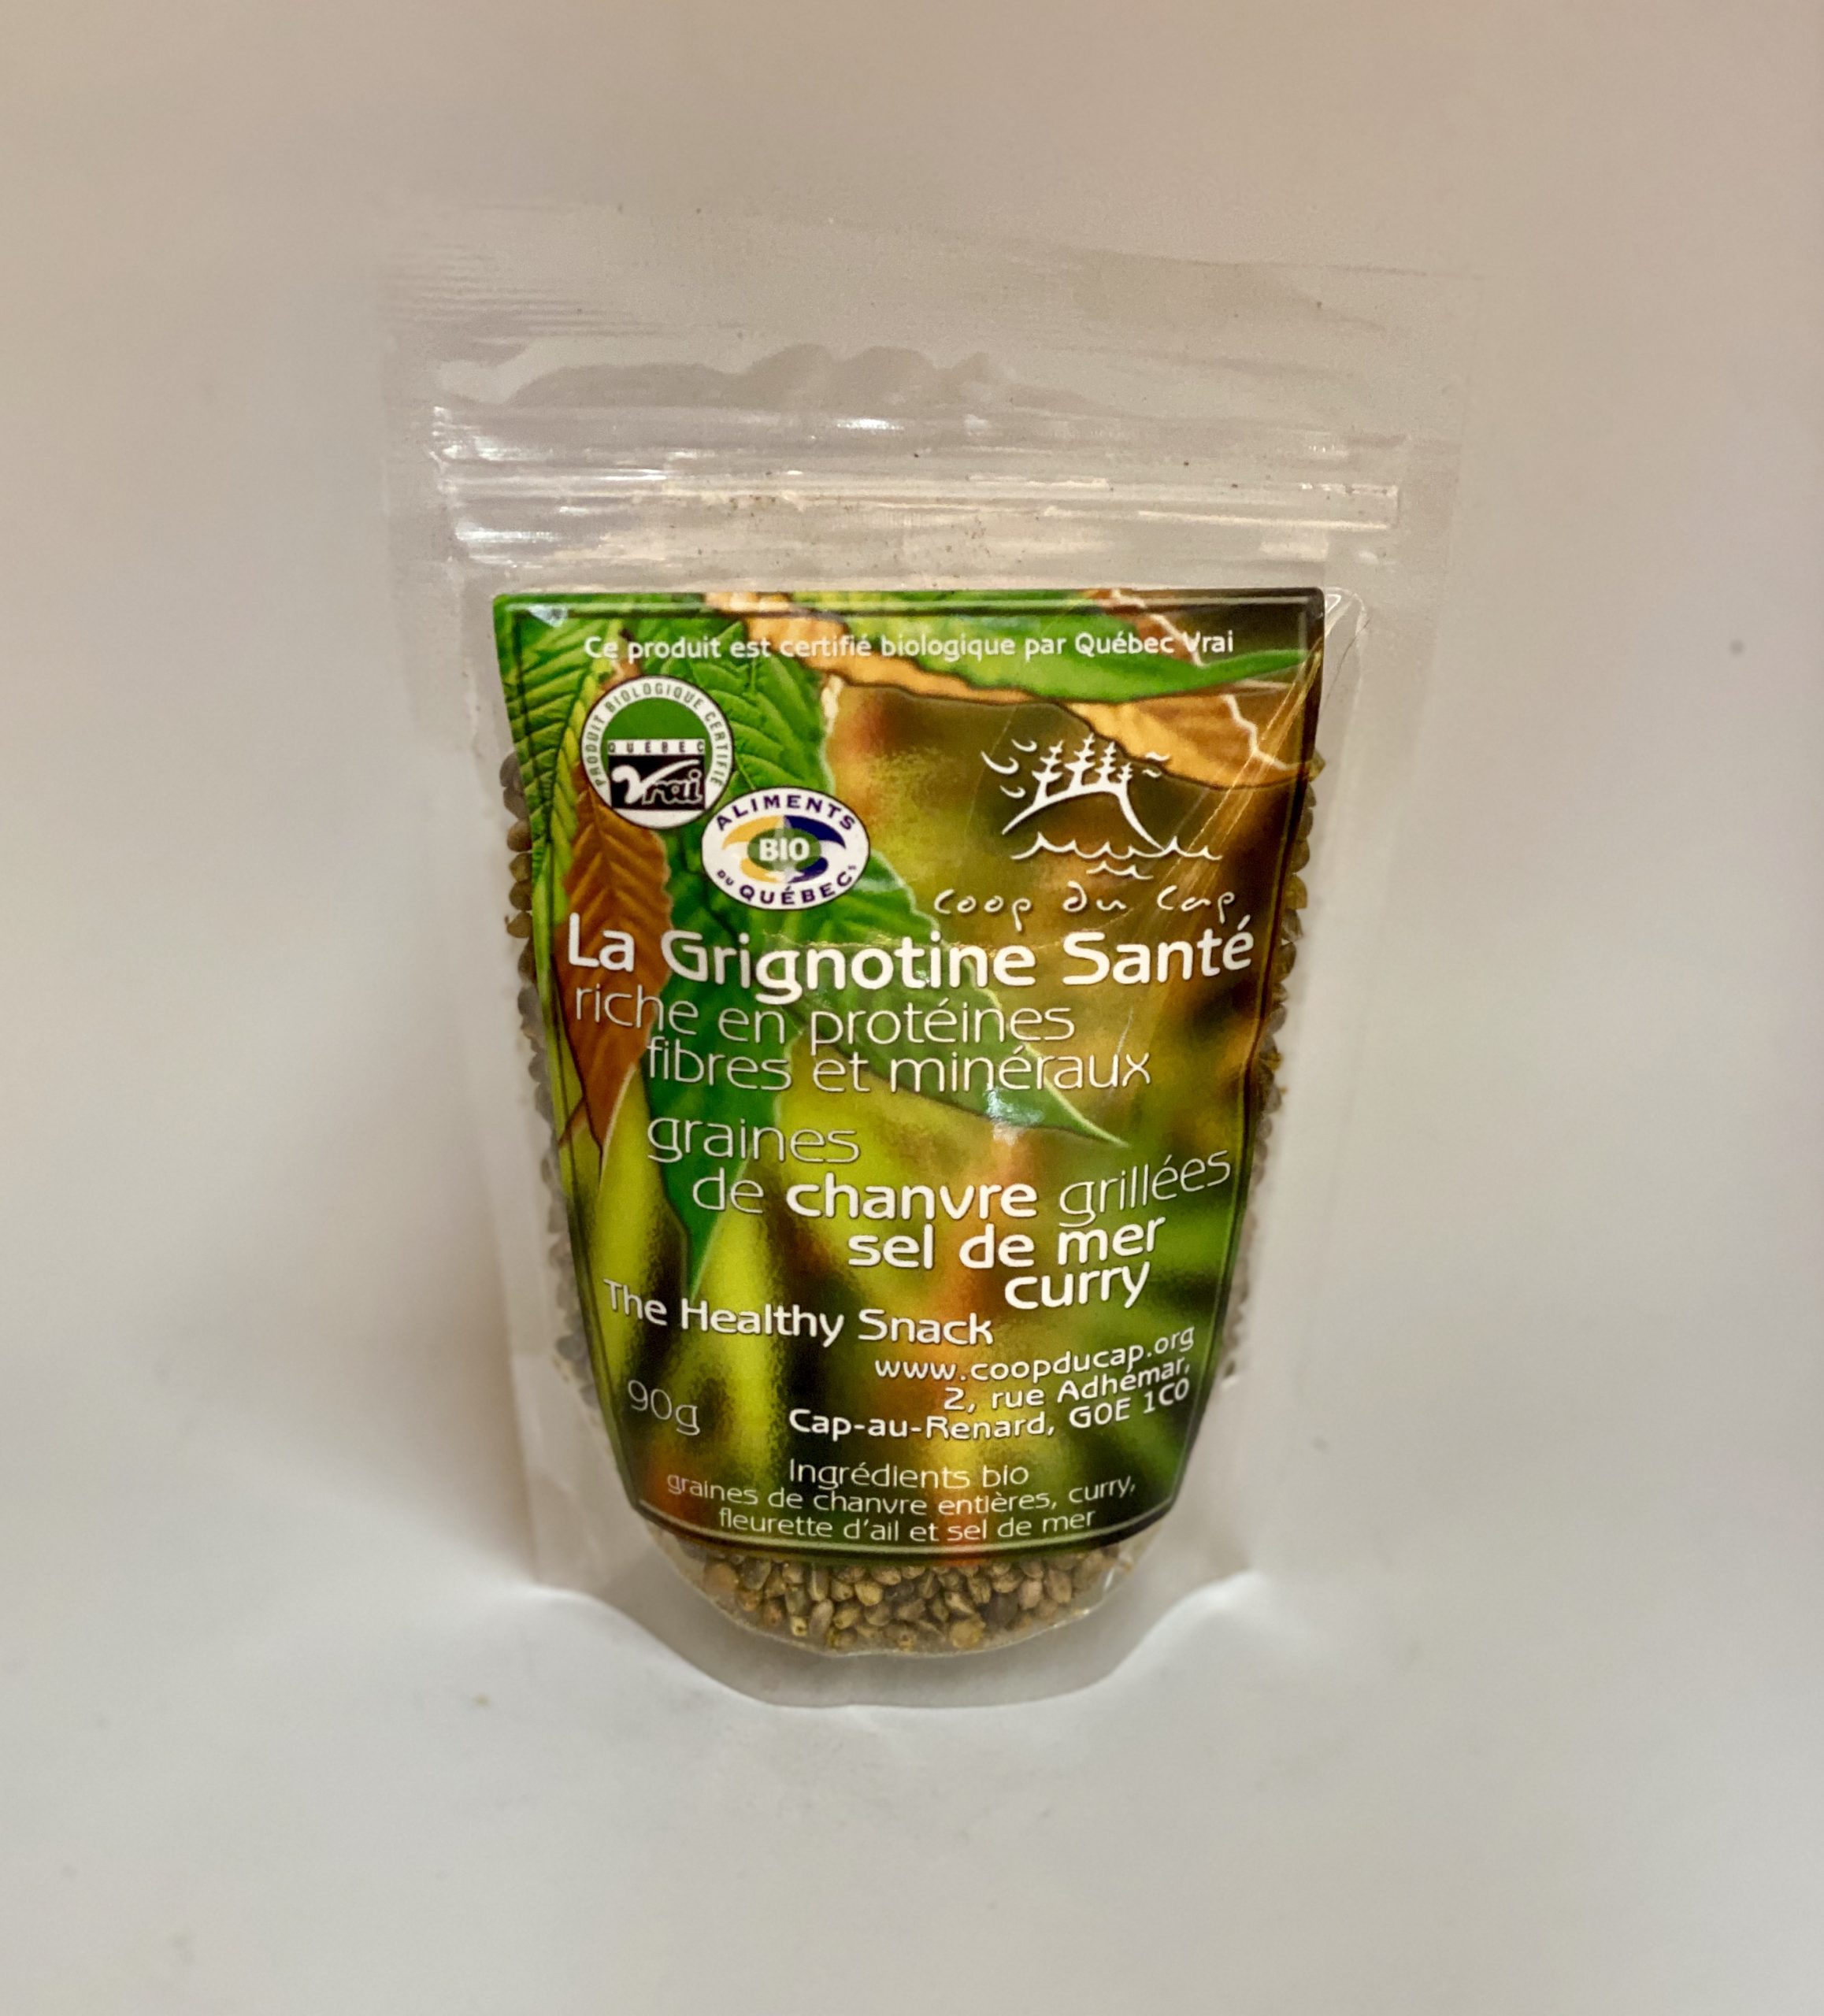 Ce produit est certifié biologique par Québec Vrai
PRODUIT BIOLOGIQUE CERTIFIÉ
QUÉBEC
Vrai
ALIMENTS
BIO
DU QUÉBEC
Coop du Cap
La Grignotine Santé
riche en protéines
fibres et minéraux
graines
de chanvre grillées
sel de mer
curry
The Healthy Snack
www.coopducap.org
2, rue Adhémar,
90g
Cap-au-Renard, G0E 1C0
Ingrédients bio
graines de chanvre entières, curry,
fleurette d'ail et sel de mer